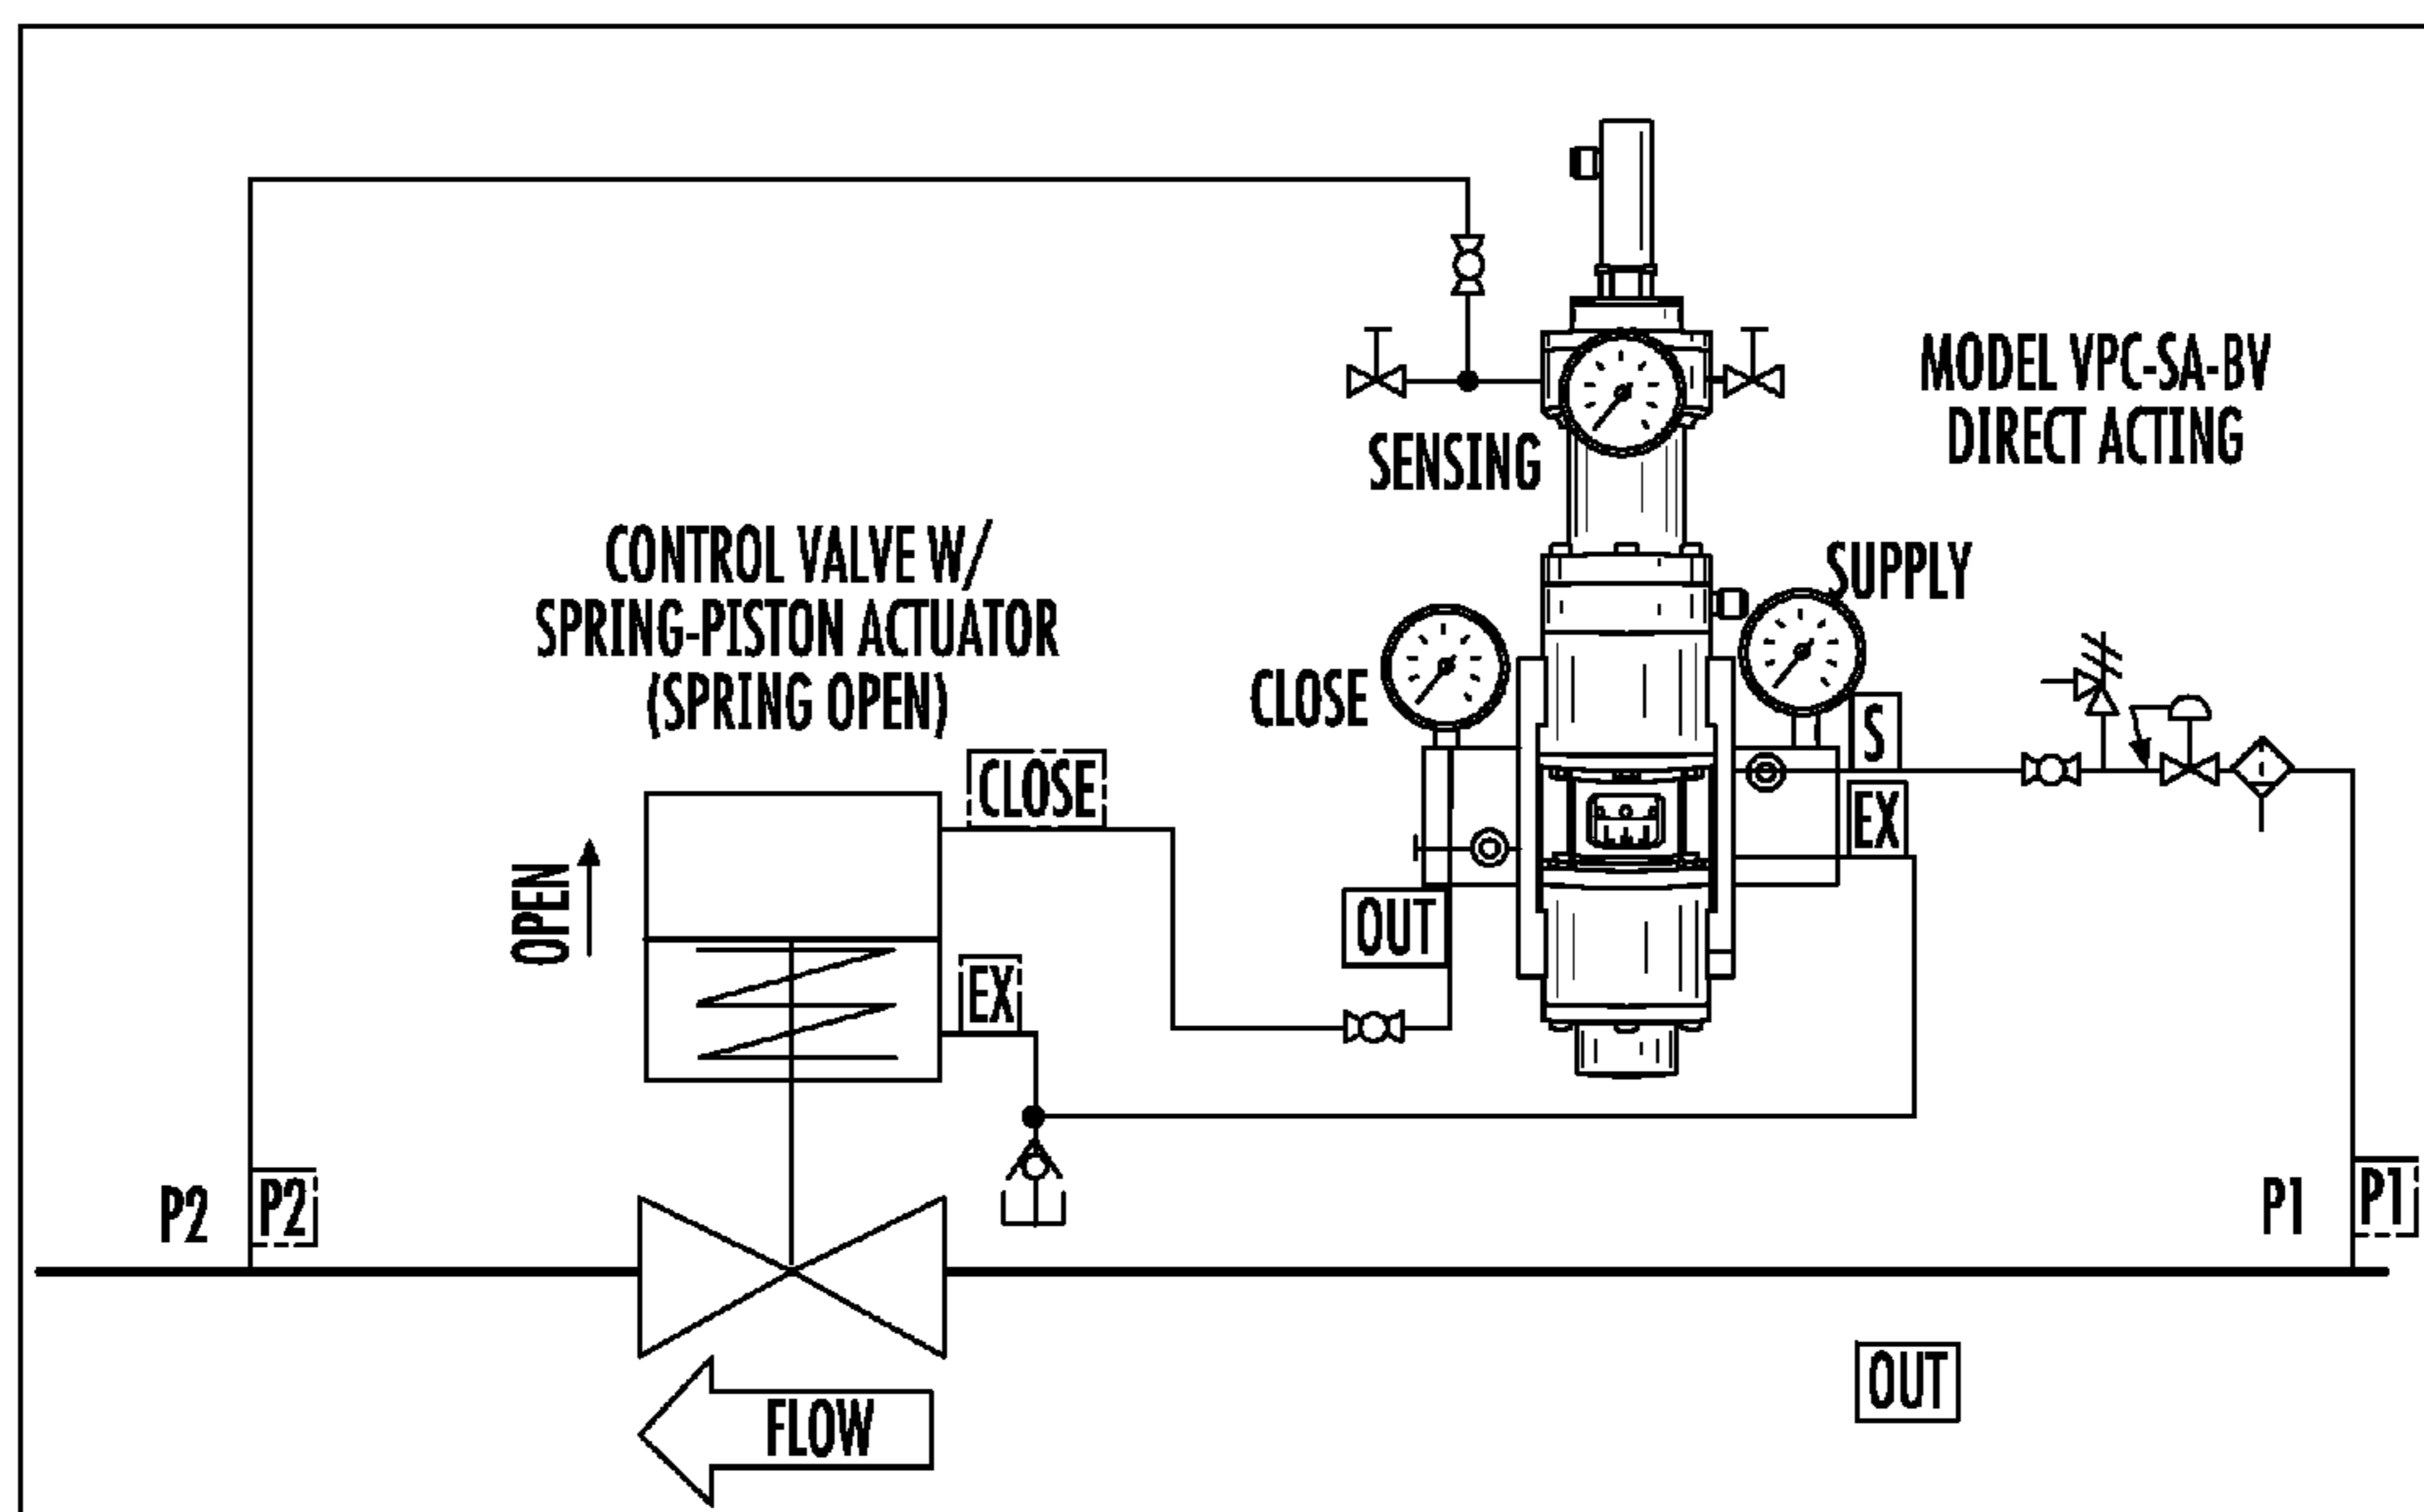 MODEL VPC-SA-BV
DIRECT ACTING
SENSING
CONTROL VALVE W/
SPRING-PISTON ACTUATOR
(SPRING OPEN)
SUPPLY
CLOSE
S
CLOSE
EX
OPEN
OUT
EX
P2
P2
P1
P1
OUT
FLOW